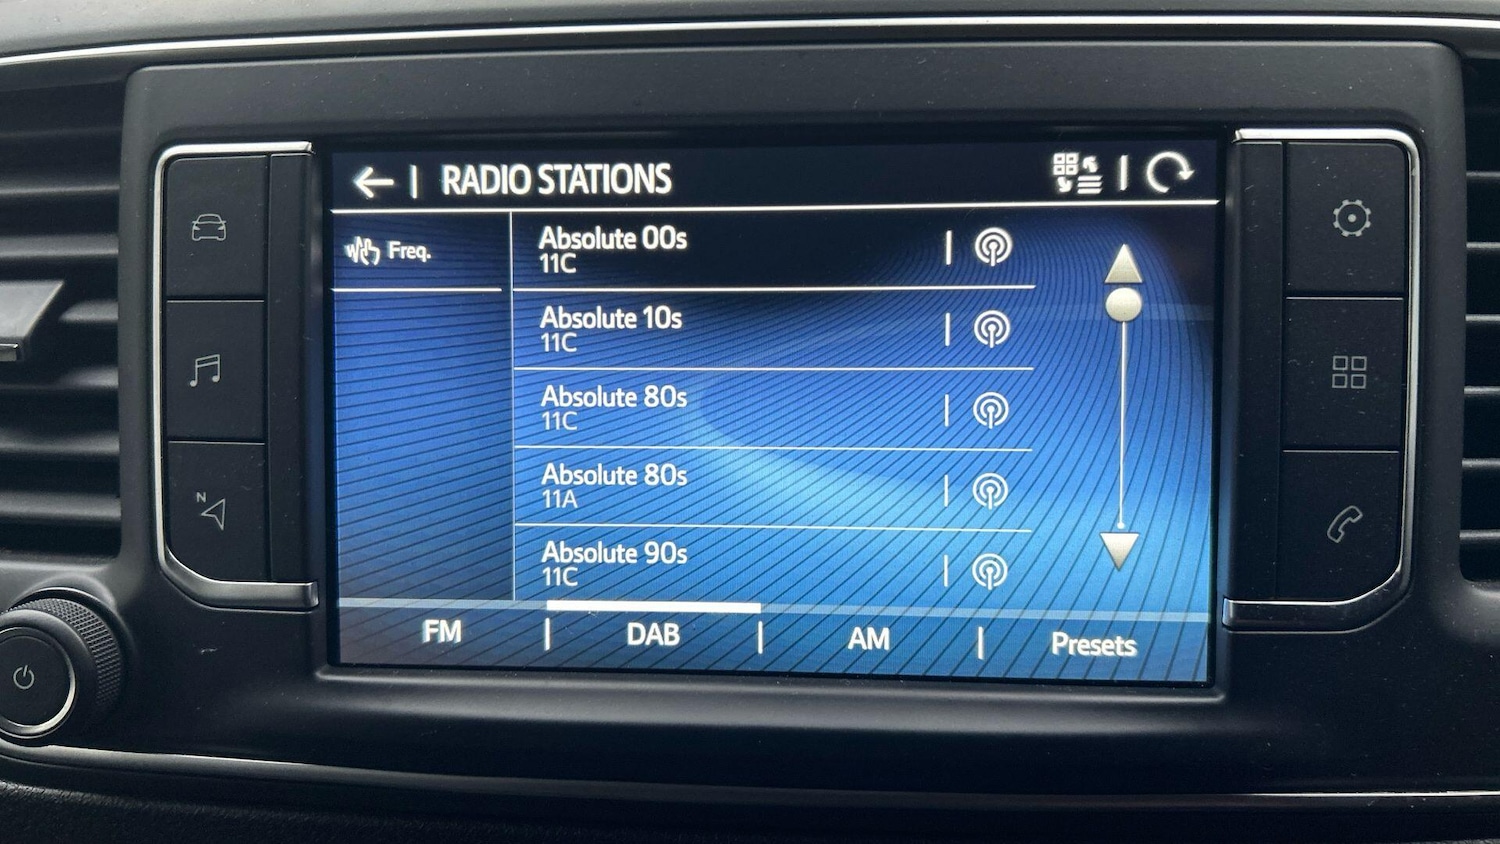 RADIO STATIONS
Freq.
Absolute 00s
11C
Absolute 10s
11C
Absolute 80s
11C
Absolute 80s
11A
Absolute 90s
11C
FM
DAB
AM
Presets
N